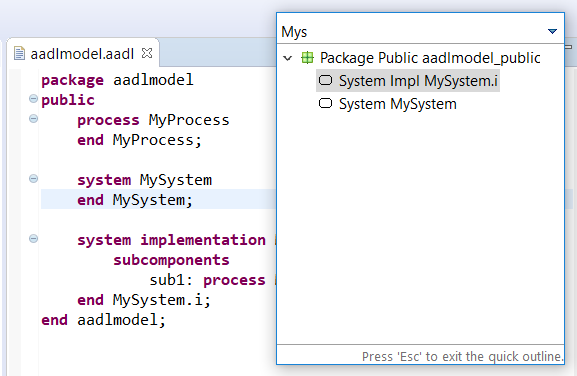 aadlmodel.aadl
package aadlmodel
public
process MyProcess
end MyProcess;
system MySystem
end MySystem;
system implementation
subcomponents
sub1: process
end MySystem.i;
end aadlmodel;
Mys
Package Public aadlmodel_public
System Impl MySystem.i
System MySystem
Press 'Esc' to exit the quick outline.